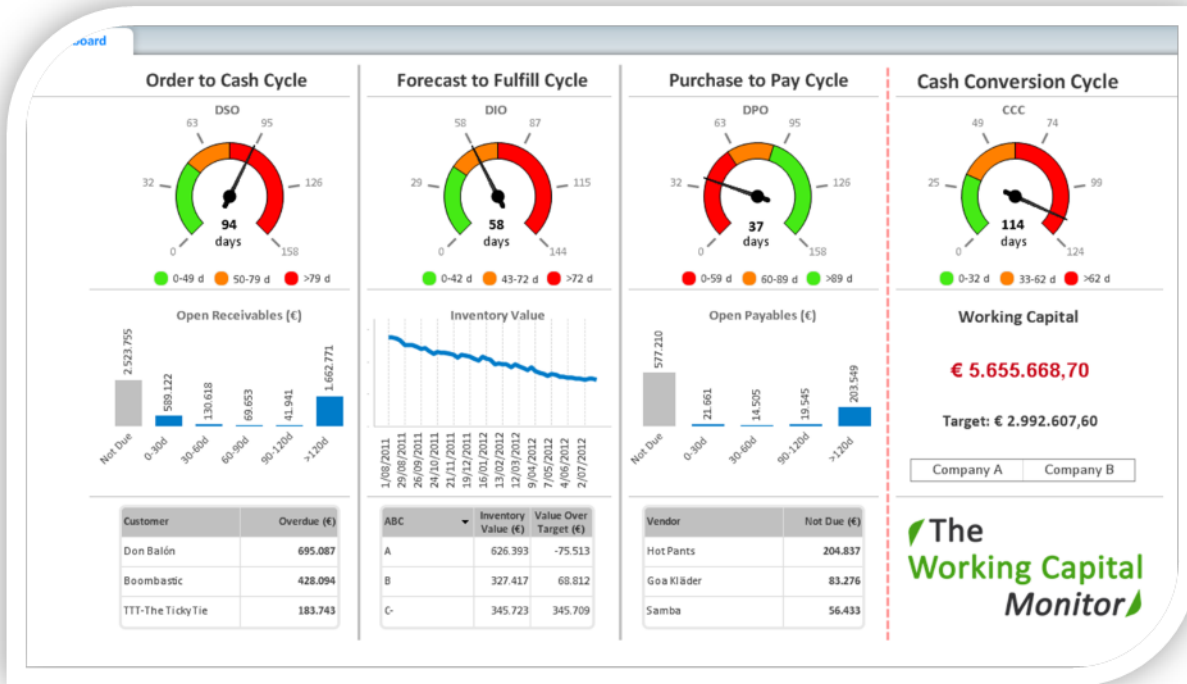 board
Order to Cash Cycle
DSO
63
95
32
126
94
days
0
158
0-49 d 50-79 d >79 d
Open Receivables (€)
2.523.755
589.122
130.618
69.653
41.941
1.662.771
Not Due
0-30d
30-60d
60-90d
90-120d
>120d
Customer Overdue (€)
Don Balón 695.087
Boombastic 428.094
TTT-The TickyTie 183.743
Forecast to Fulfill Cycle
DIO
58
87
29
115
58
days
0
144
0-42 d 43-72 d >72 d
Inventory Value
1/08/2011
29/08/2011
26/09/2011
24/10/2011
21/11/2011
19/12/2011
16/01/2012
13/02/2012
12/03/2012
9/04/2012
7/05/2012
4/06/2012
2/07/2012
ABC Inventory Value Over
Value (€) Target (€)
A 626.393 -75.513
B 327.417 68.812
C- 345.723 345.709
Purchase to Pay Cycle
DPO
63
95
32
126
37
days
0
158
0-59 d 60-89 d >89 d
Open Payables (€)
577.210
21.661
14.505
19.545
203.549
Not Due
0-30d
30-60d
90-120d
>120d
Vendor Not Due (€)
Hot Pants 204.837
Goa Kläder 83.276
Samba 56.433
Cash Conversion Cycle
CCC
49
74
25
99
114
days
0
124
0-32 d 33-62 d >62 d
Working Capital
€ 5.655.668,70
Target: € 2.992.607,60
Company A Company B
The
Working Capital
Monitor